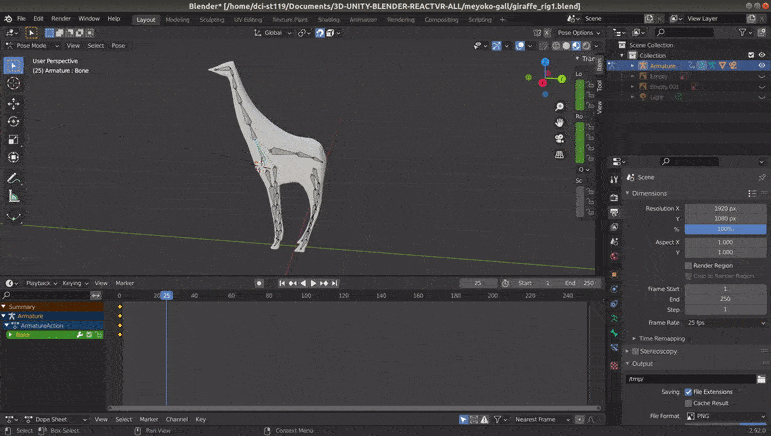 Blender* [/home/dci-st119/Documents/3D-UNITY-BLENDER-REACTVR-ALL/meyoko-gall/giraffe_rig1.blend]
File Edit Render Window Help Layout Modeling Sculpting UV Editing Texture Paint Shading Animation Rendering Compositing Scripting + Scene View Layer
Global Pose Options
Pose Mode View Select Pose
User Perspective
(25) Armature : Bone
Item
Tool
View
Scene Collection
Collection
Armature
Empty
Empty.001
Light
Scene
Dimensions
Resolution X 1920 px
Y 1080 px
% 100%
Aspect X 1.000
Y 1.000
Render Region
Crop to Render Region
Frame Start 1
End 250
Step 1
Frame Rate 25 fps
Time Remapping
Stereoscopy
Output
/tmp/
Saving: File Extensions
Cache Result
File Format: PNG
Playback Keying View Marker 25 Start 1 End 250
0 20 25 40 60 80 100 120 140 160 180 200 220 240
Summary
Armature
ArmatureAction
Bone
Dope Sheet View Select Marker Channel Key Nearest Frame
Select Box Select Pan View Context Menu 2.92.0